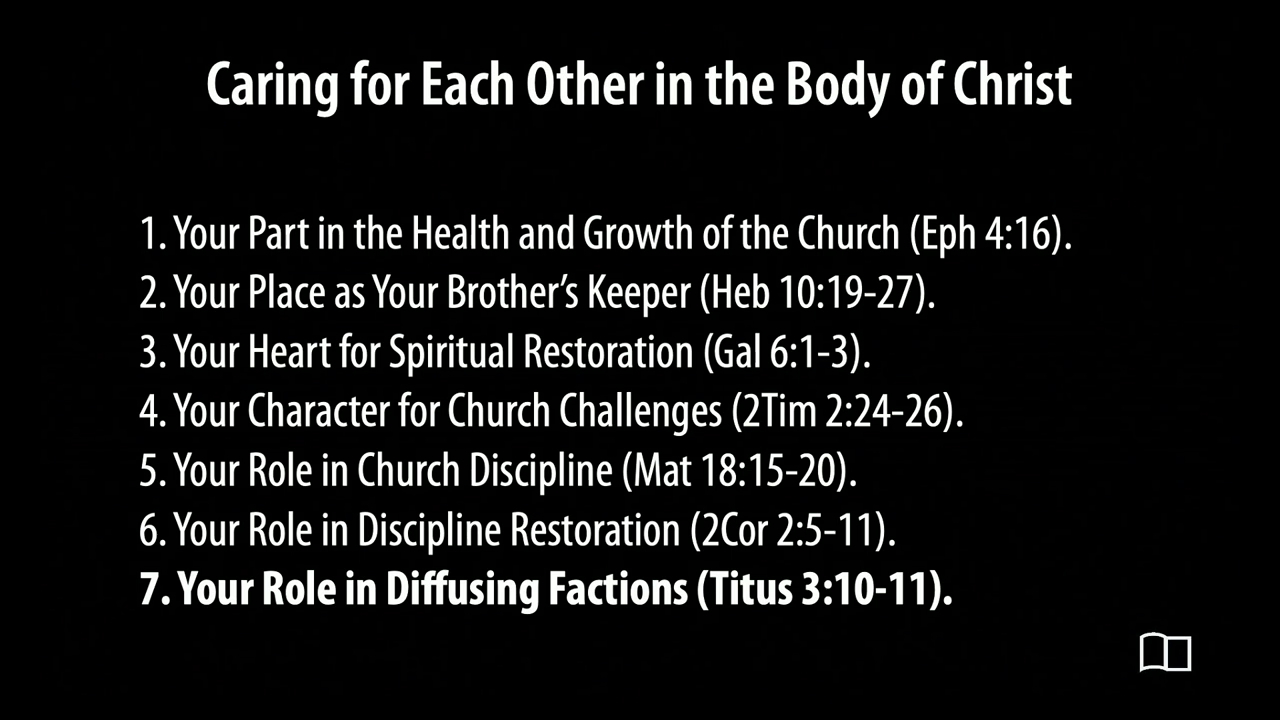 Caring for Each Other in the Body of Christ
1. Your Part in the Health and Growth of the Church (Eph 4:16).
2. Your Place as Your Brother’s Keeper (Heb 10:19-27).
3. Your Heart for Spiritual Restoration (Gal 6:1-3).
4. Your Character for Church Challenges (2Tim 2:24-26).
5. Your Role in Church Discipline (Mat 18:15-20).
6. Your Role in Discipline Restoration (2Cor 2:5-11).
7. Your Role in Diffusing Factions (Titus 3:10-11).